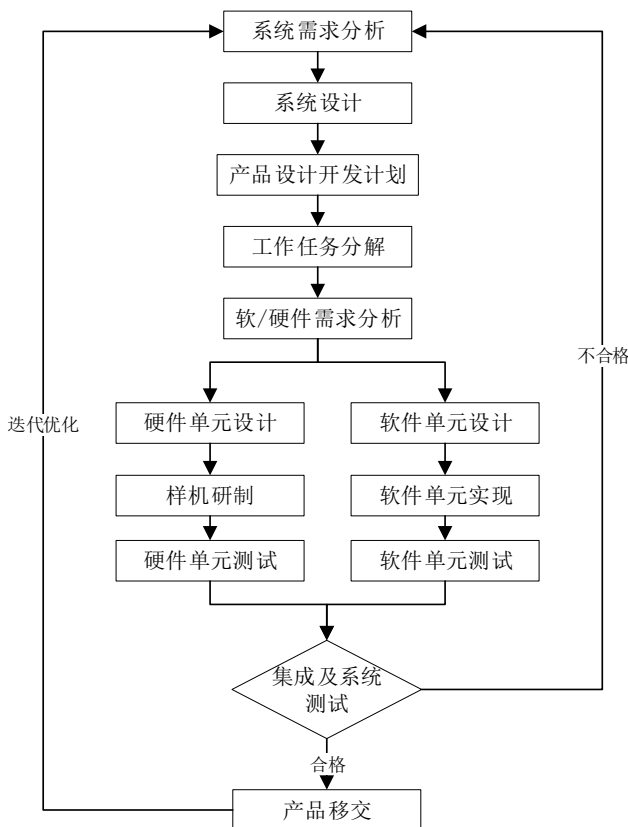 系统需求分析
系统设计
产品设计开发计划
工作任务分解
软/硬件需求分析
不合格
迭代优化
硬件单元设计
软件单元设计
样机研制
软件单元实现
硬件单元测试
软件单元测试
集成及系统
测试
合格
产品移交